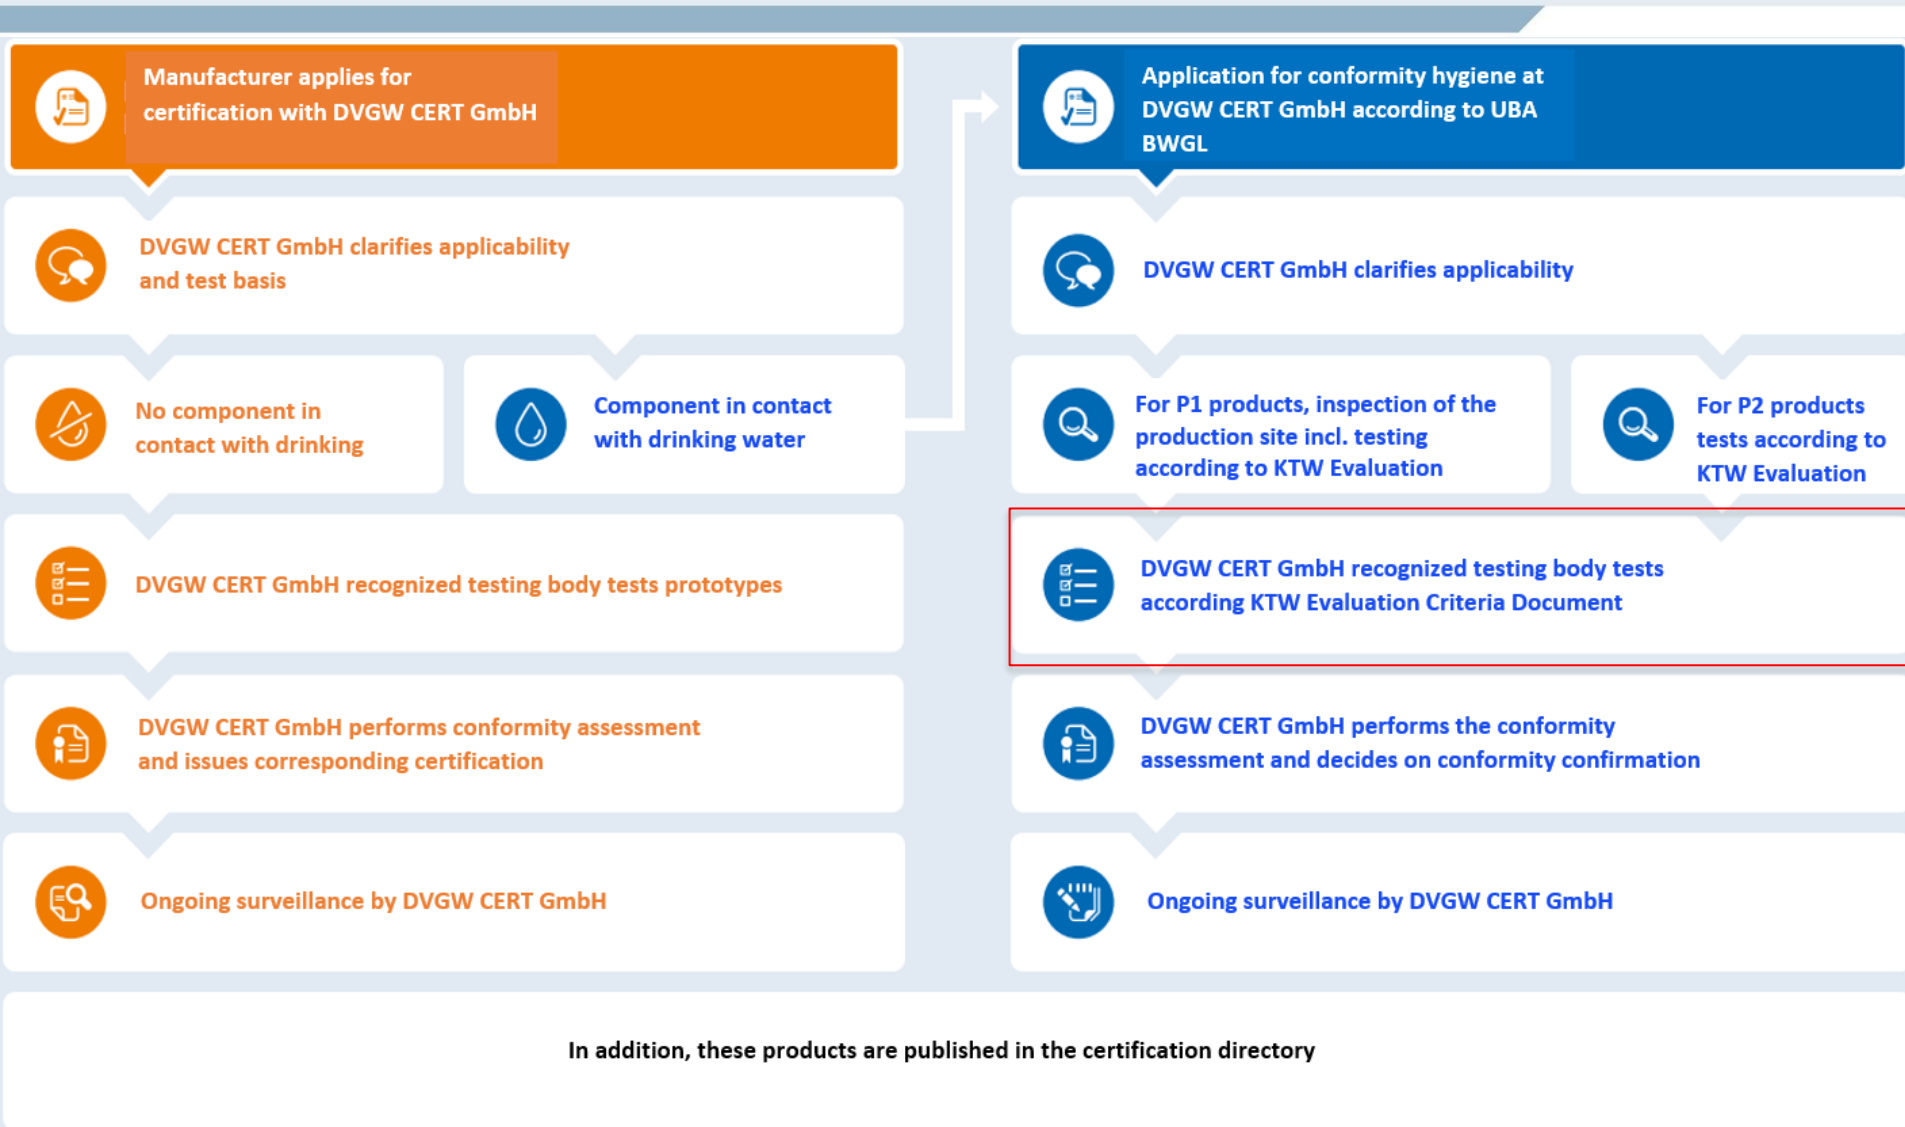 Manufacturer applies for
certification with DVGW CERT GmbH
DVGW CERT GmbH clarifies applicability
and test basis
No component in
contact with drinking
Component in contact
with drinking water
DVGW CERT GmbH recognized testing body tests prototypes
DVGW CERT GmbH performs conformity assessment
and issues corresponding certification
Ongoing surveillance by DVGW CERT GmbH
Application for conformity hygiene at
DVGW CERT GmbH according to UBA
BWGL
DVGW CERT GmbH clarifies applicability
For P1 products, inspection of the
production site incl. testing
according to KTW Evaluation
For P2 products
tests according to
KTW Evaluation
DVGW CERT GmbH recognized testing body tests
according KTW Evaluation Criteria Document
DVGW CERT GmbH performs the conformity
assessment and decides on conformity confirmation
Ongoing surveillance by DVGW CERT GmbH
In addition, these products are published in the certification directory